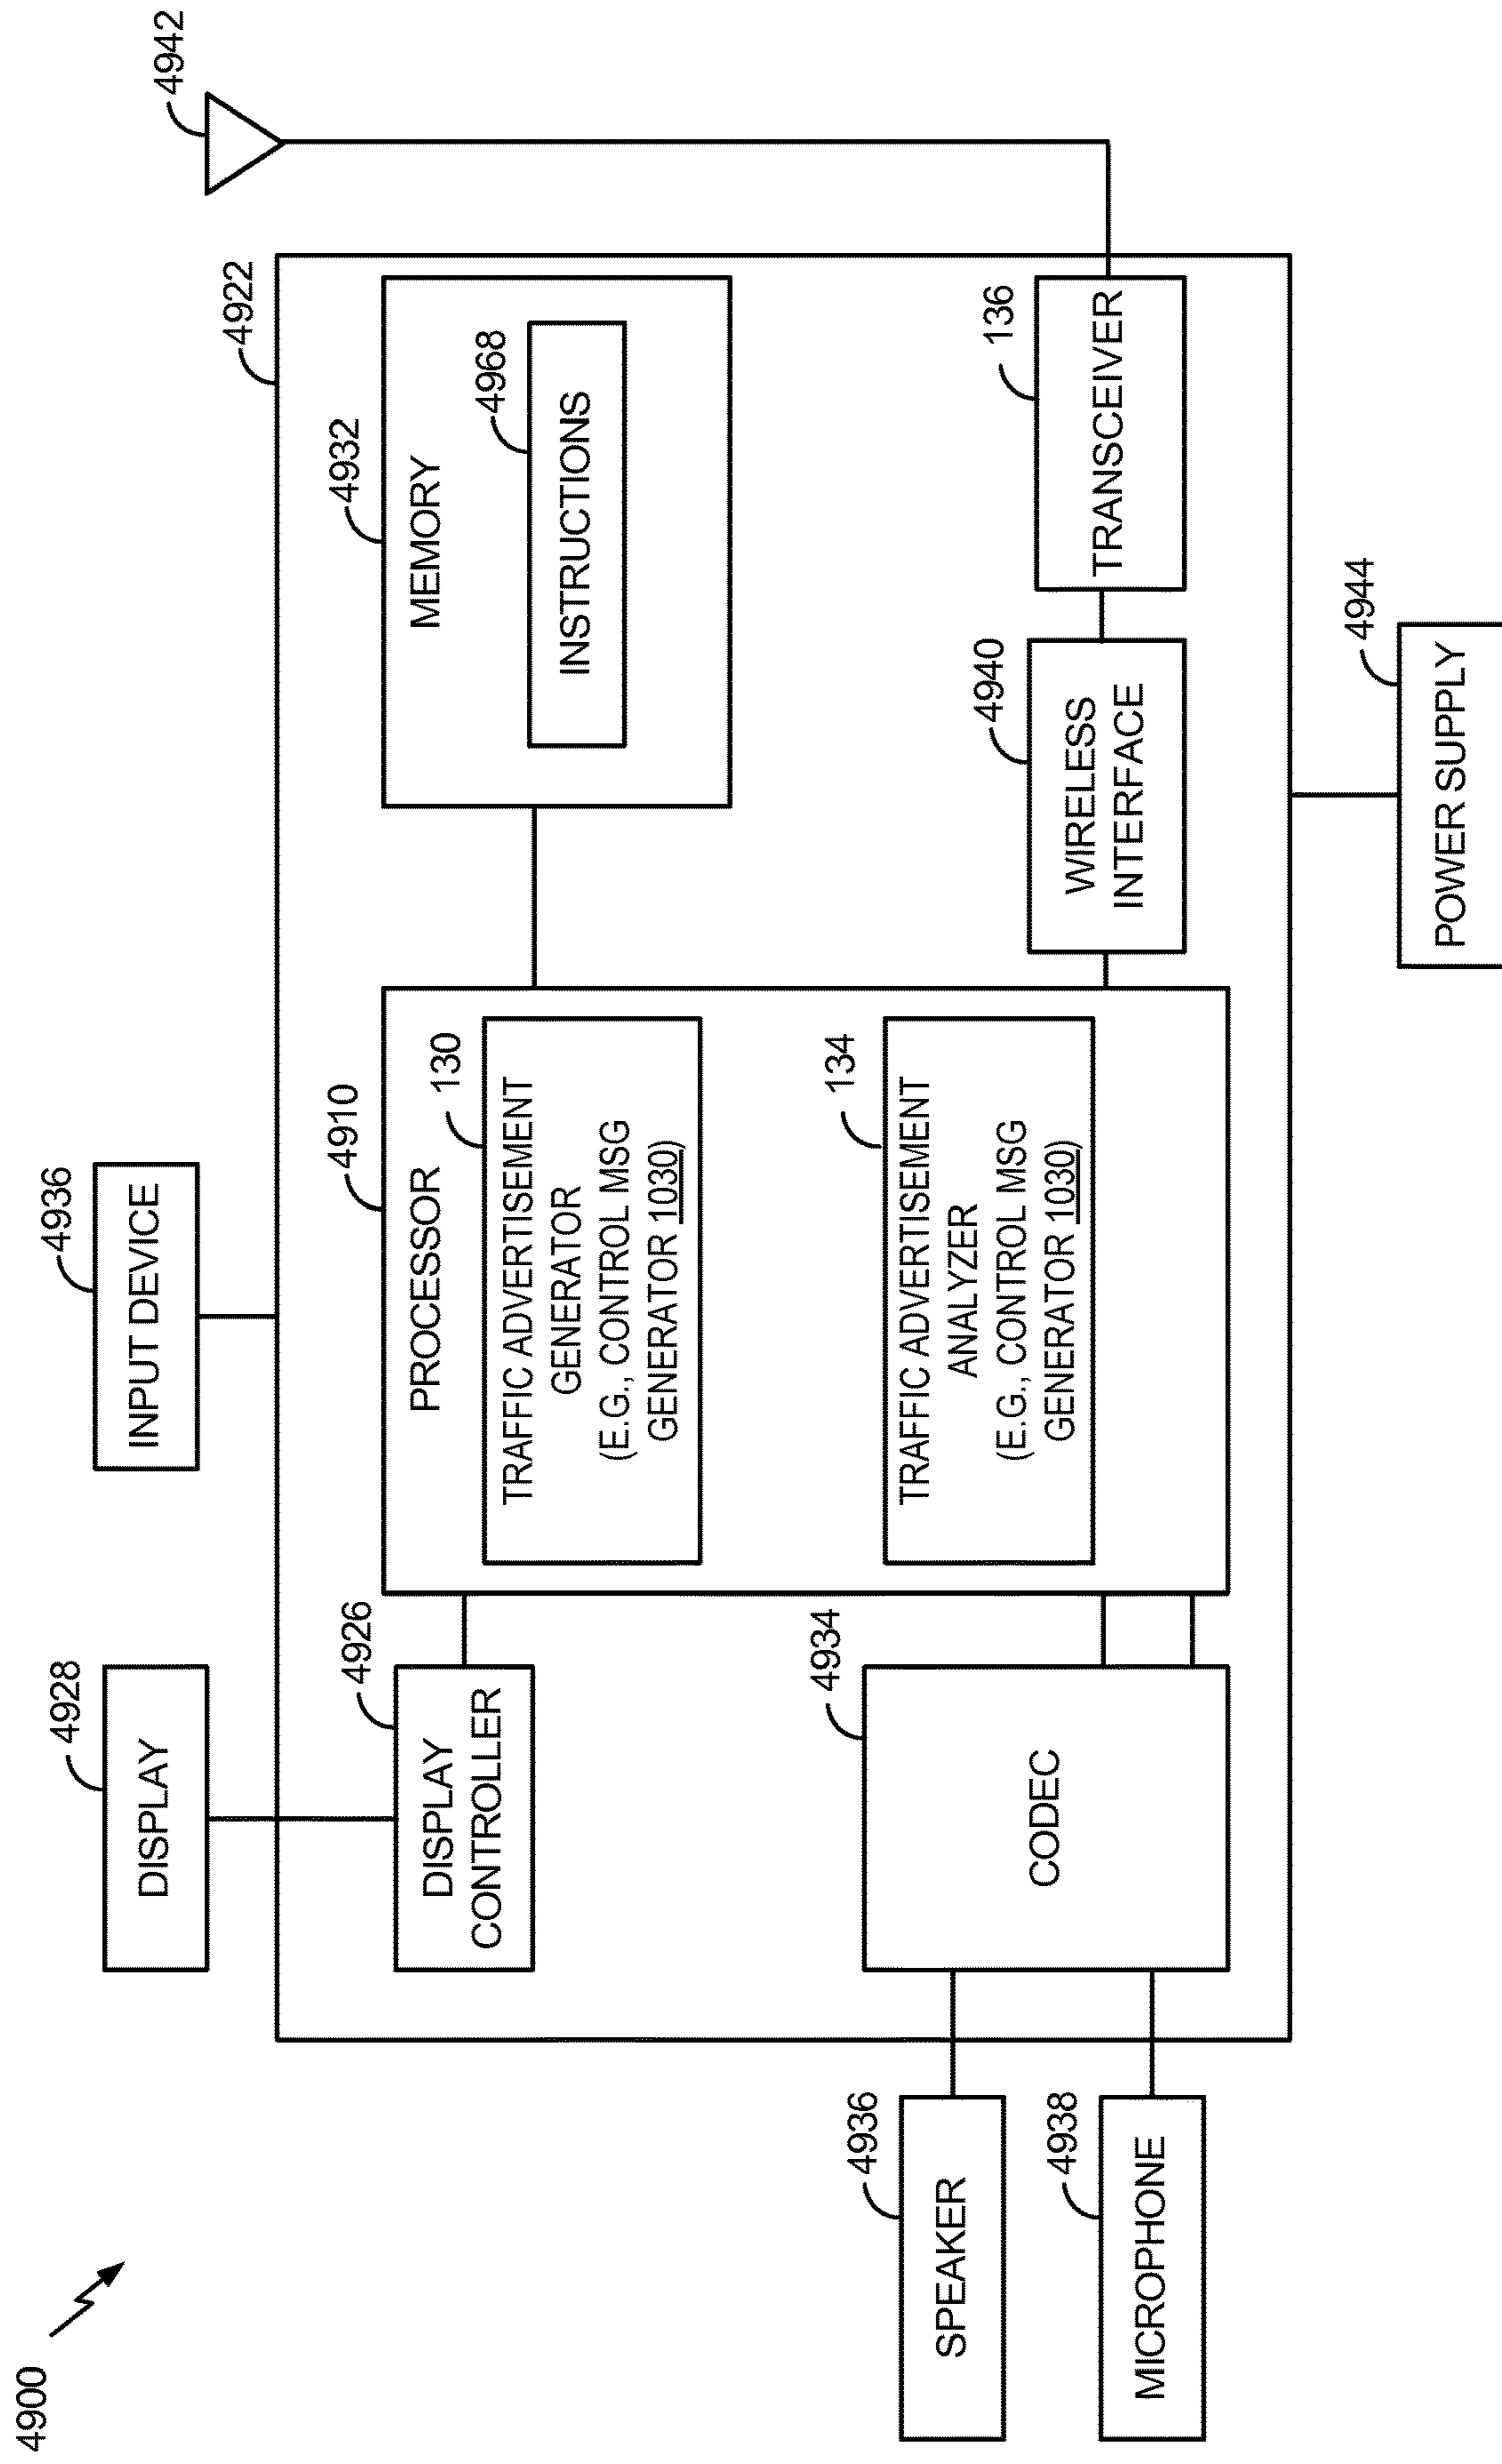 4900
4928
DISPLAY
4936
INPUT DEVICE
4942
4922
4926
DISPLAY
CONTROLLER
4910
PROCESSOR
130
TRAFFIC ADVERTISEMENT
GENERATOR
(E.G., CONTROL MSG
GENERATOR 1030)
134
TRAFFIC ADVERTISEMENT
ANALYZER
(E.G., CONTROL MSG
GENERATOR 1030)
4932
MEMORY
4968
INSTRUCTIONS
4934
CODEC
4940
WIRELESS
INTERFACE
136
TRANSCEIVER
4936
SPEAKER
4938
MICROPHONE
4944
POWER SUPPLY